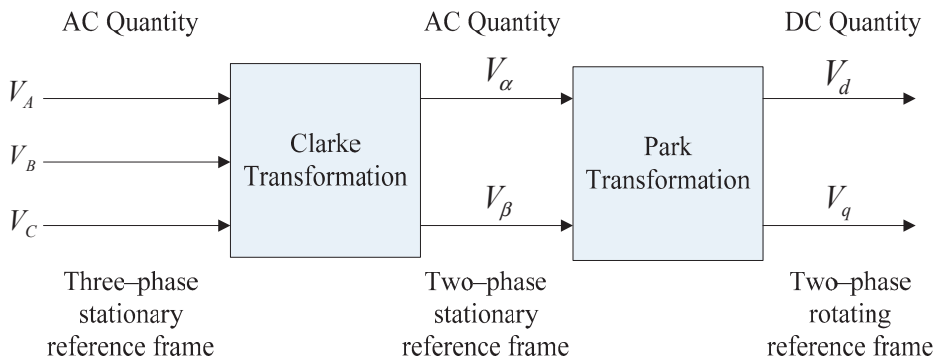 AC Quantity
AC Quantity
DC Quantity
V_A
V_B
V_C
Clarke
Transformation
V_α
V_β
Park
Transformation
V_d
V_q
Three–phase
stationary
reference frame
Two–phase
stationary
reference frame
Two–phase
rotating
reference frame